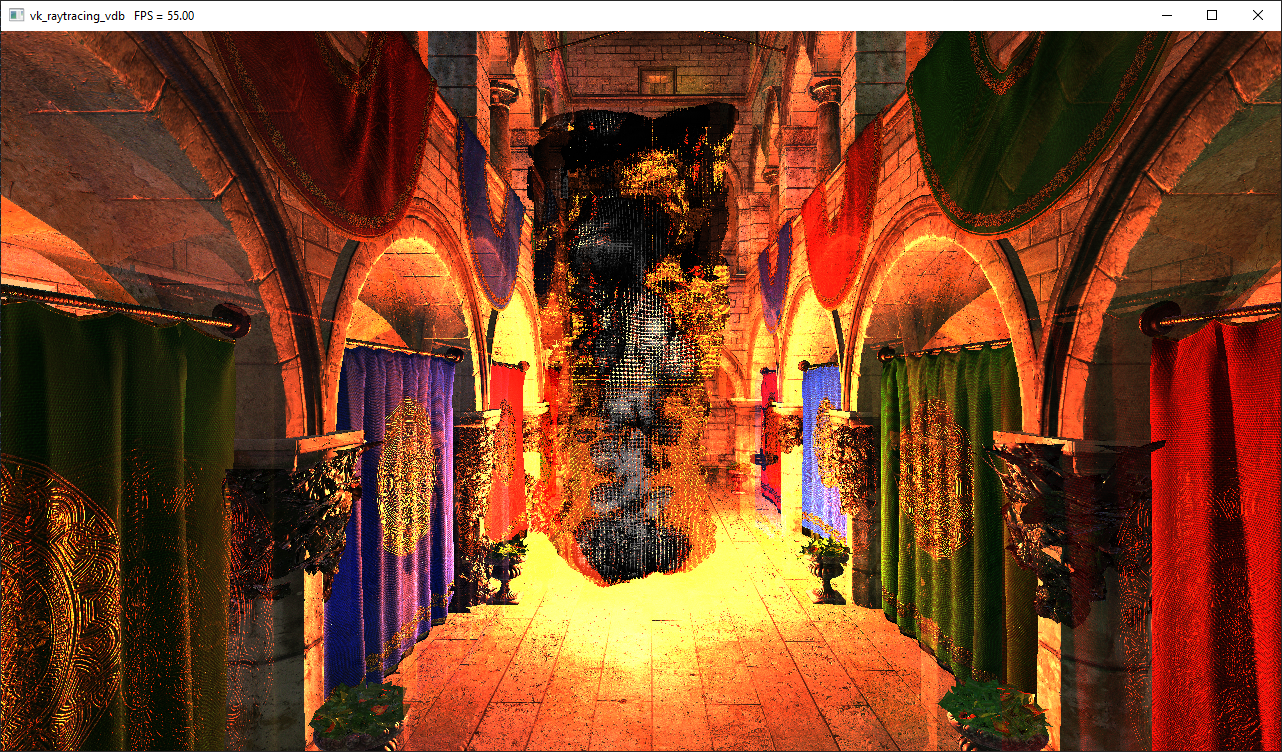 vk_raytracing_vdb FPS = 55.00